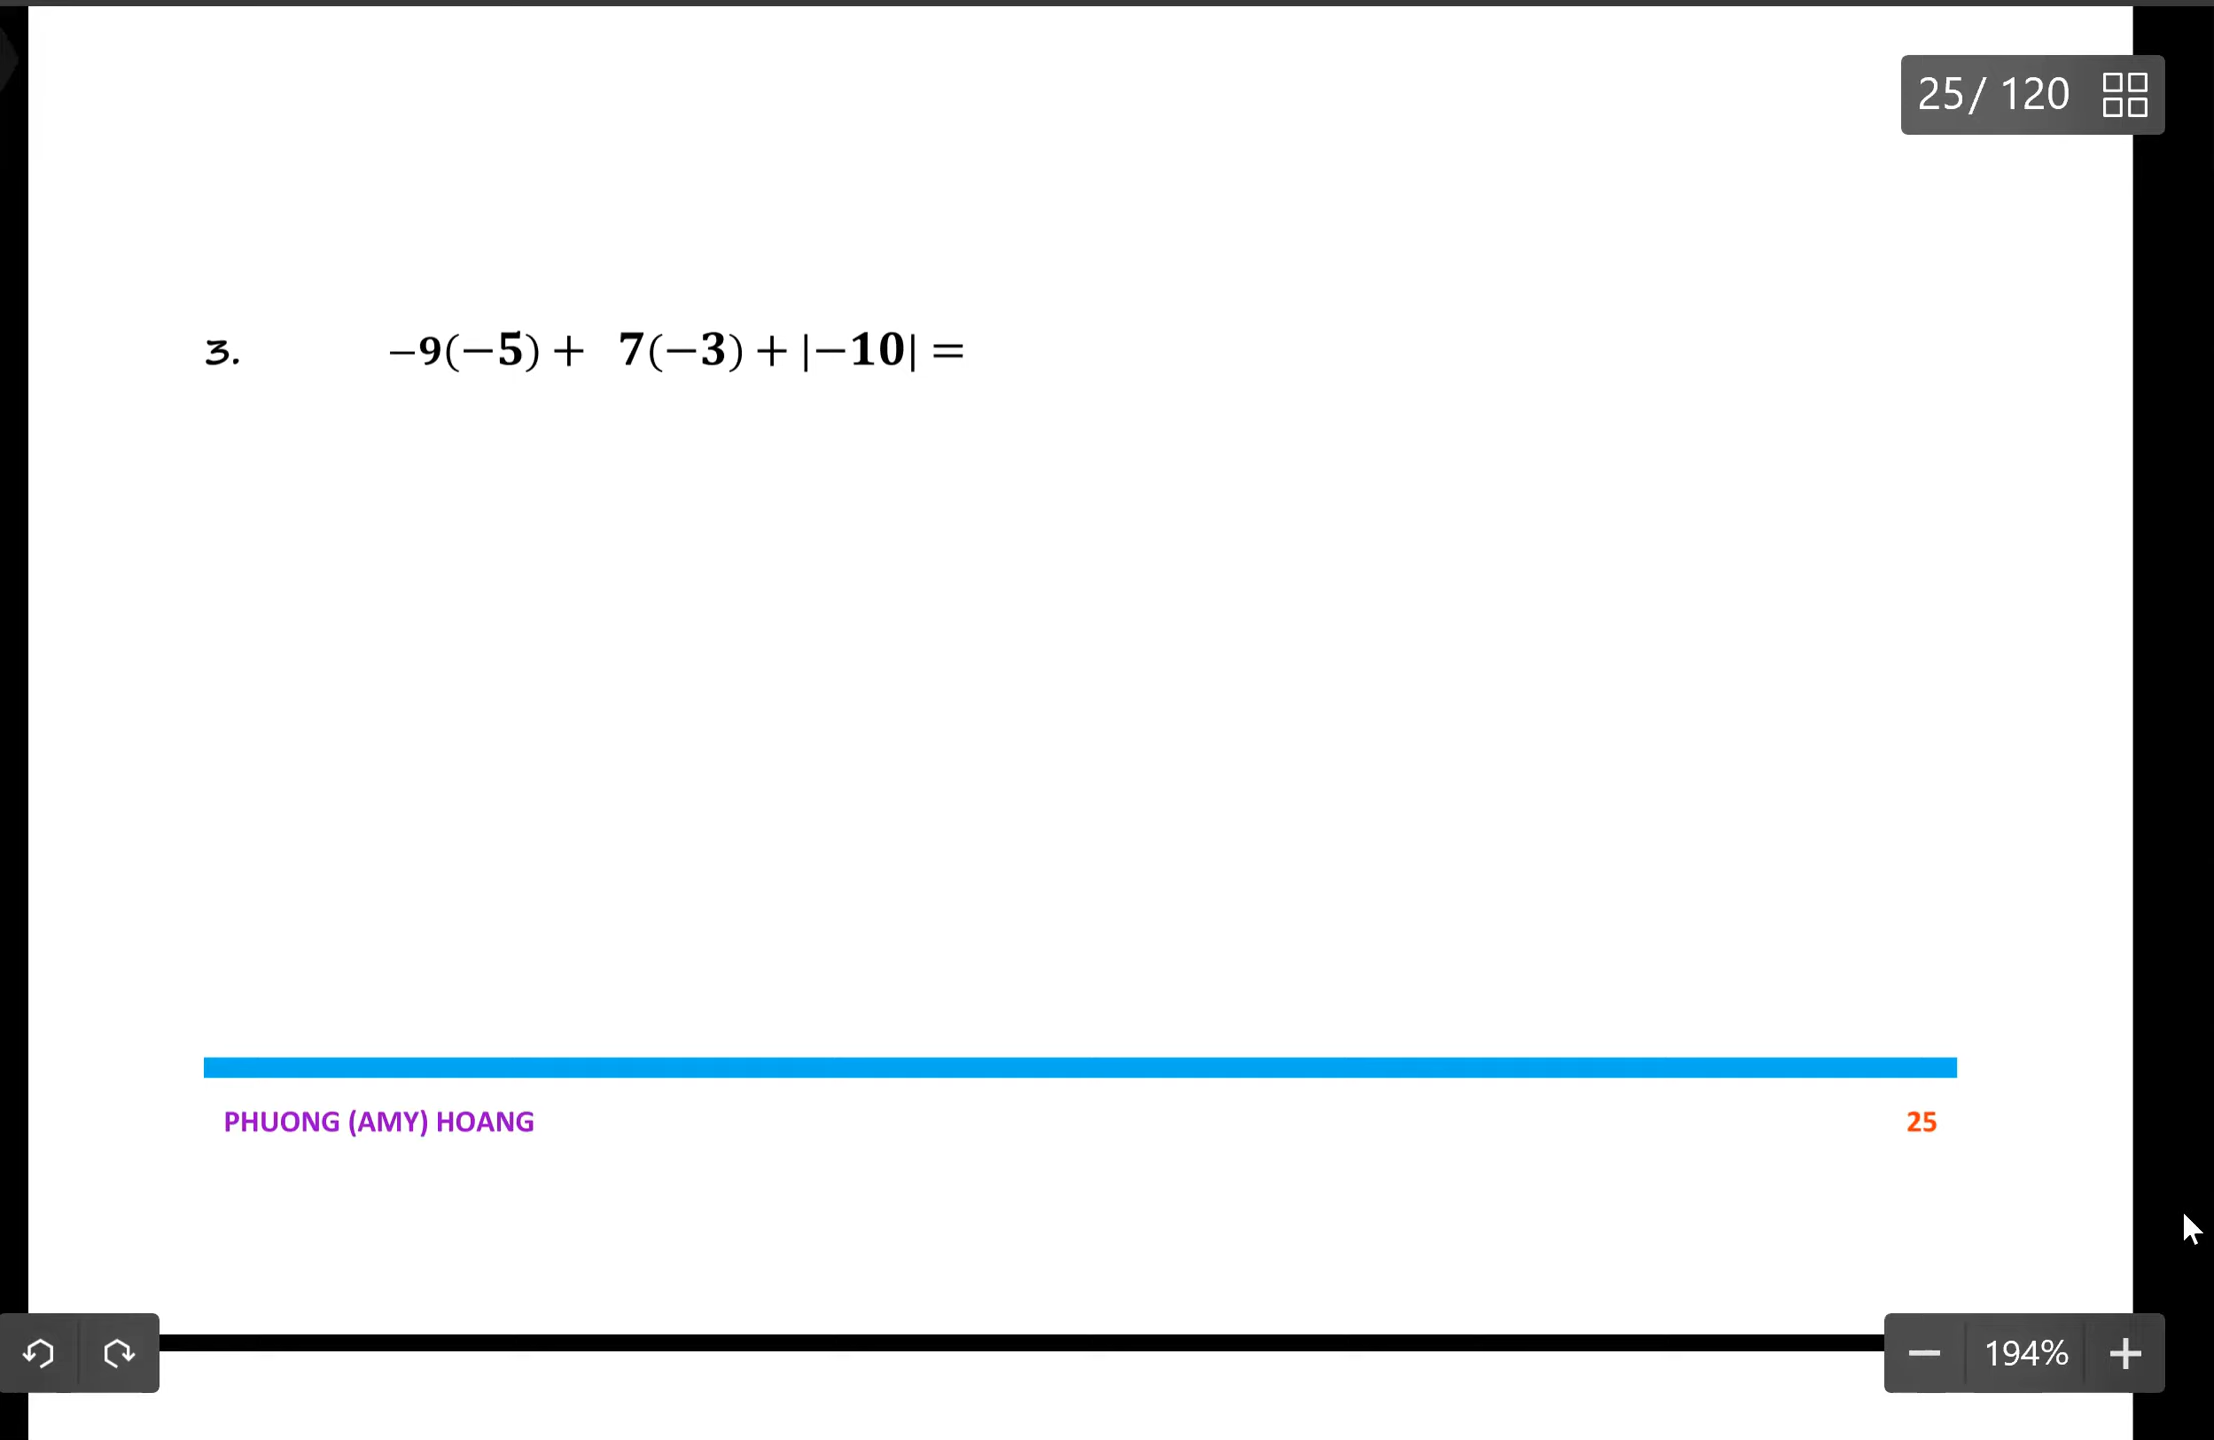 25/ 120
3. −9(−5) + 7(−3) + |−10| =
PHUONG (AMY) HOANG 25
194%